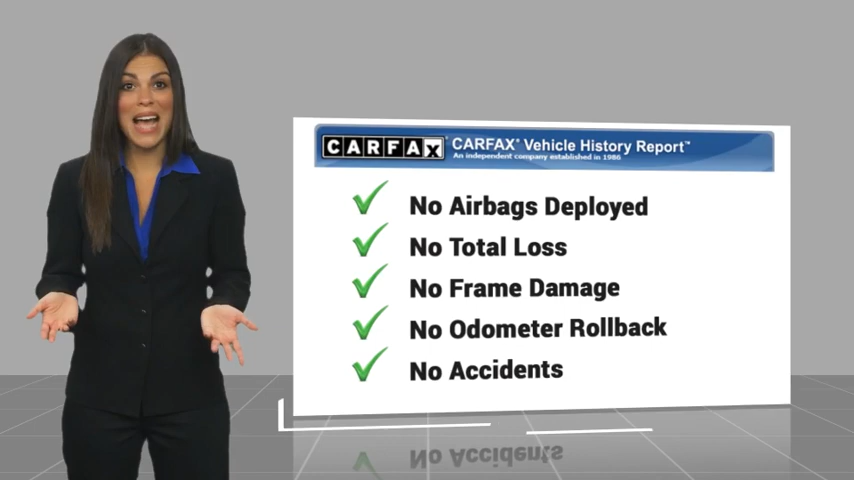 CARFAX
CARFAX® Vehicle History Report™
An independent company established in 1986
No Airbags Deployed
No Total Loss
No Frame Damage
No Odometer Rollback
No Accidents
No Accidents